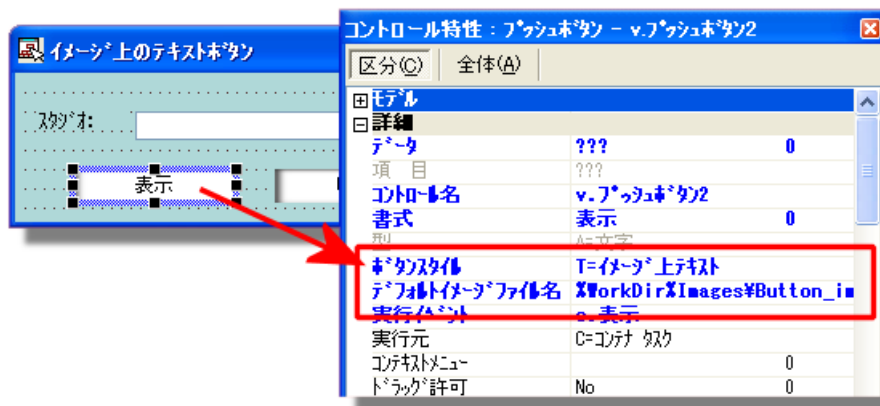 イメージ上のテキストボタン
スタジオ:
表示
コントロール特性:プッシュボタン - v.プッシュボタン2
区分(C) 全体(A)
モデル
詳細
データ ??? 0
項 目 ???
コントロール名 v.プッシュボタン2
書式 表示 0
型 A=文字
ボタンスタイル T=イメージ上テキスト
デフォルトイメージファイル名 %WorkDir%Images¥Button_im
実行イベント e.表示
実行元 C=コンテナ タスク
コンテキストメニュー 0
ドラッグ許可 No 0